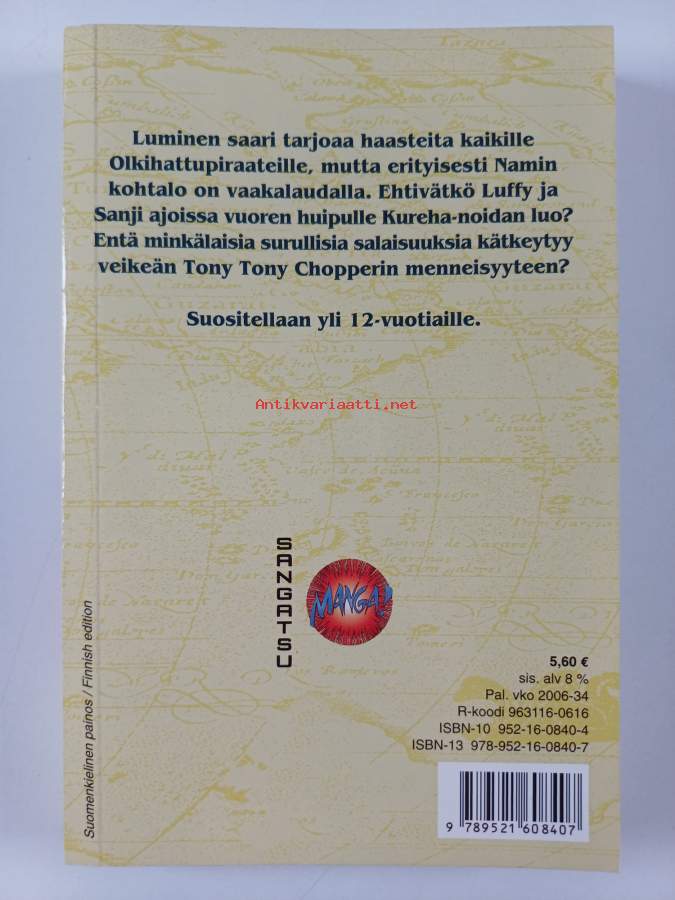 Luminen saari tarjoaa haasteita kaikille
Olkihattupiraateille, mutta erityisesti Namin
kohtalo on vaakalaudalla. Ehtivätkö Luffy ja
Sanji ajoissa vuoren huipulle Kureha-noidan luo?
Entä minkälaisia surullisia salaisuuksia kätkeytyy
veikeän Tony Tony Chopperin menneisyyteen?
Suositellaan yli 12-vuotiaille.
Antikvariaatti.net
SANGATSU
MANGA!
Suomenkielinen painos / Finnish edition
5,60 €
sis. alv 8 %
Pal. vko 2006-34
R-koodi 963116-0616
ISBN-10 952-16-0840-4
ISBN-13 978-952-16-0840-7
9 789521 608407